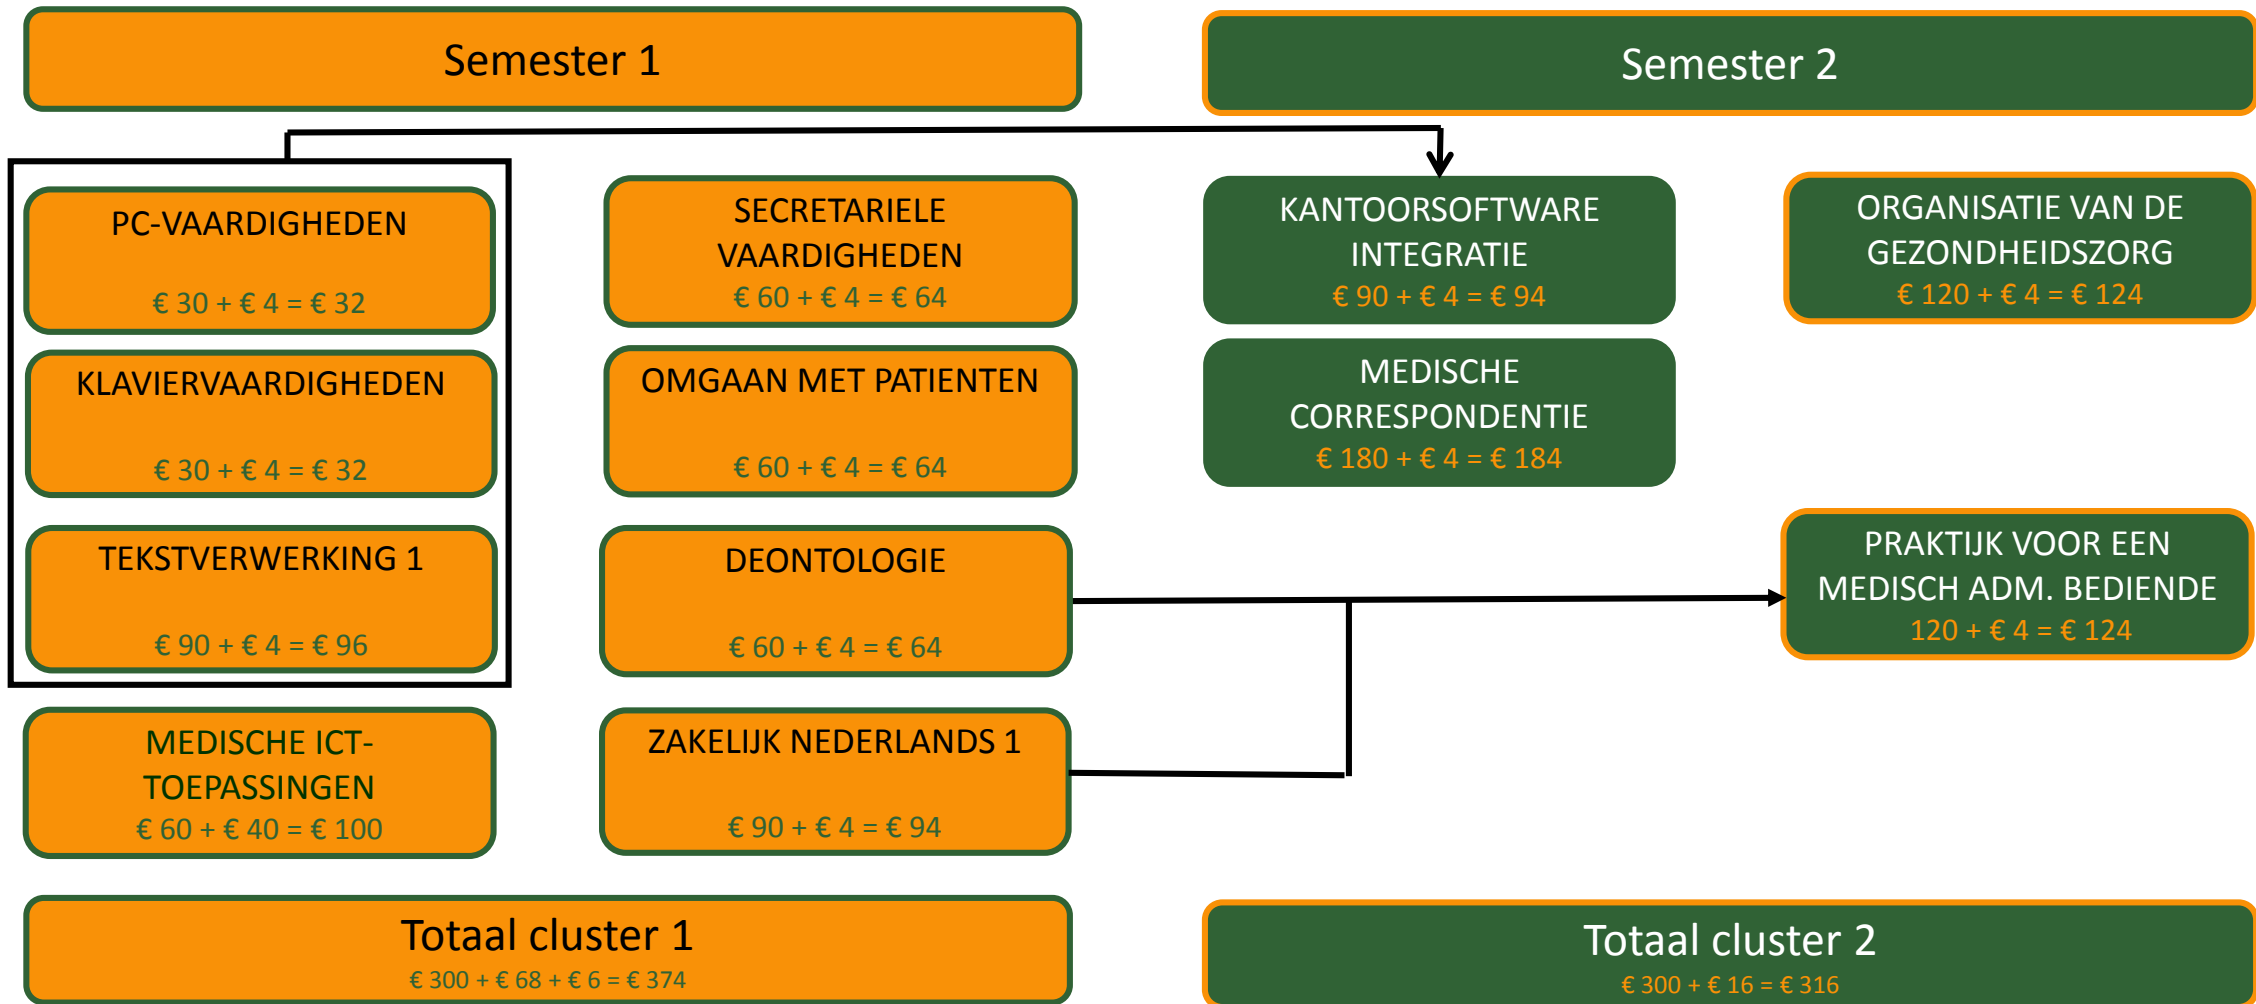 Semester 1
Semester 2
PC-VAARDIGHEDEN
€ 30 + € 4 = € 32
KLAVIERVAARDIGHEDEN
€ 30 + € 4 = € 32
TEKSTVERWERKING 1
€ 90 + € 4 = € 96
MEDISCHE ICT-
TOEPASSINGEN
€ 60 + € 40 = € 100
SECRETARIELE
VAARDIGHEDEN
€ 60 + € 4 = € 64
OMGAAN MET PATIENTEN
€ 60 + € 4 = € 64
DEONTOLOGIE
€ 60 + € 4 = € 64
ZAKELIJK NEDERLANDS 1
€ 90 + € 4 = € 94
KANTOORSOFTWARE
INTEGRATIE
€ 90 + € 4 = € 94
MEDISCHE
CORRESPONDENTIE
€ 180 + € 4 = € 184
ORGANISATIE VAN DE
GEZONDHEIDSZORG
€ 120 + € 4 = € 124
PRAKTIJK VOOR EEN
MEDISCH ADM. BEDIENDE
120 + € 4 = € 124
Totaal cluster 1
€ 300 + € 68 + € 6 = € 374
Totaal cluster 2
€ 300 + € 16 = € 316